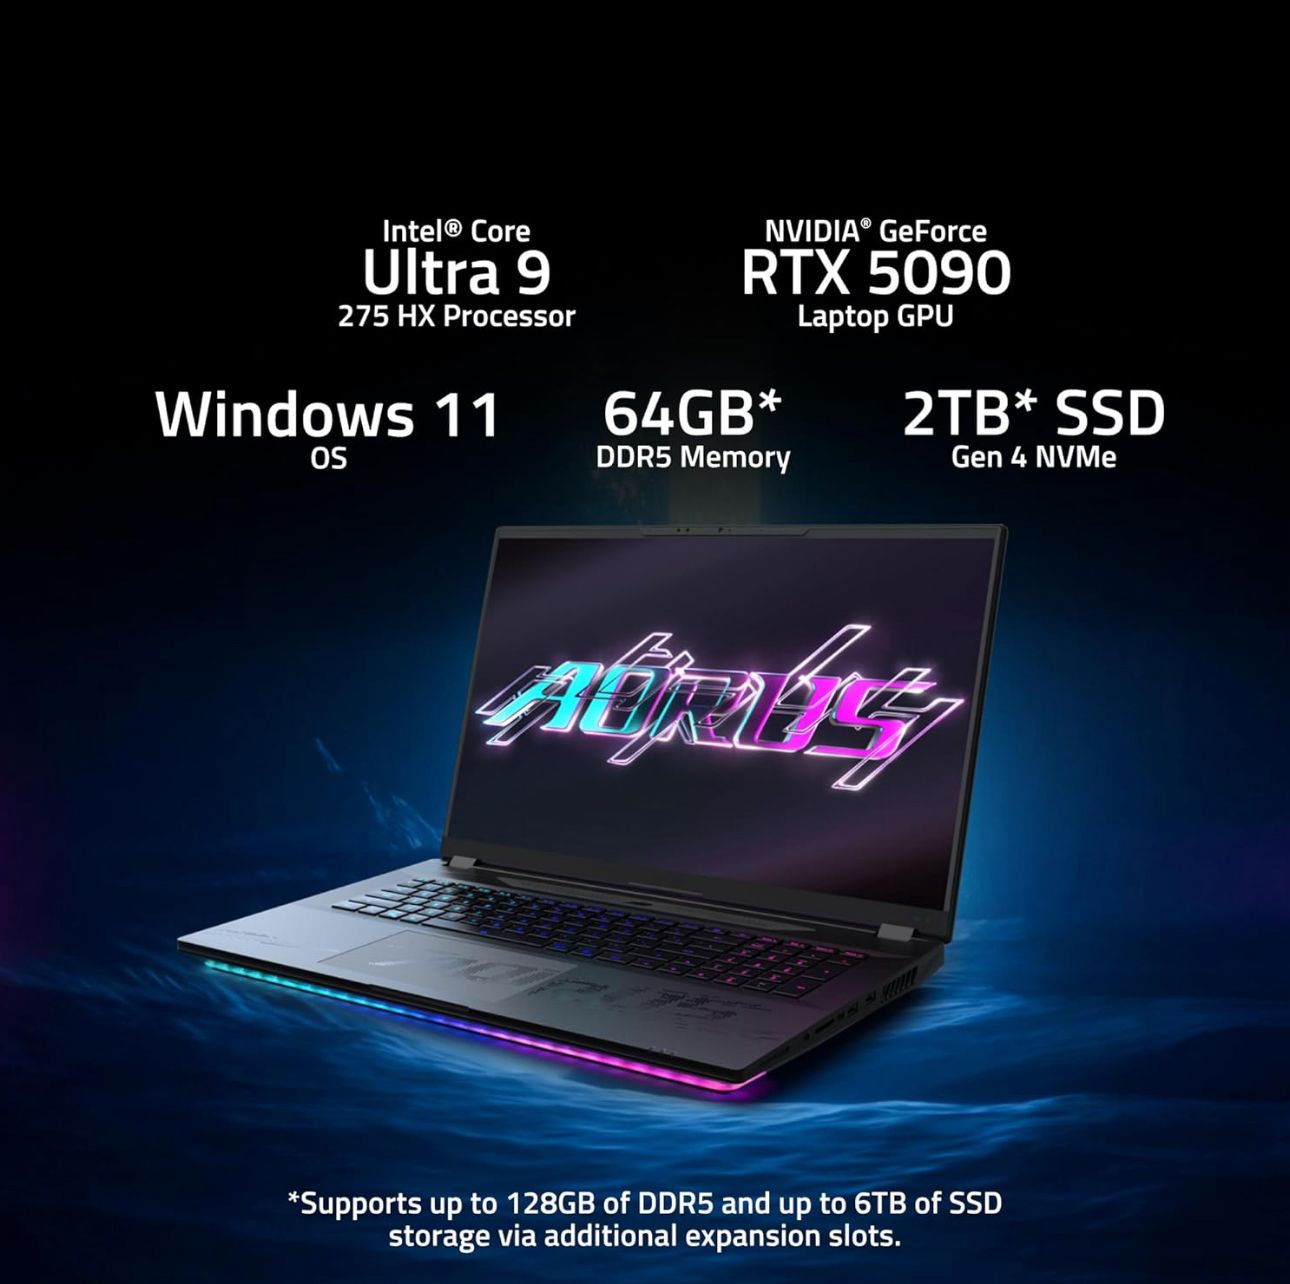 Intel® Core
Ultra 9
275 HX Processor
NVIDIA® GeForce
RTX 5090
Laptop GPU
Windows 11
OS
64GB*
DDR5 Memory
2TB* SSD
Gen 4 NVMe
AORUS
*Supports up to 128GB of DDR5 and up to 6TB of SSD
storage via additional expansion slots.